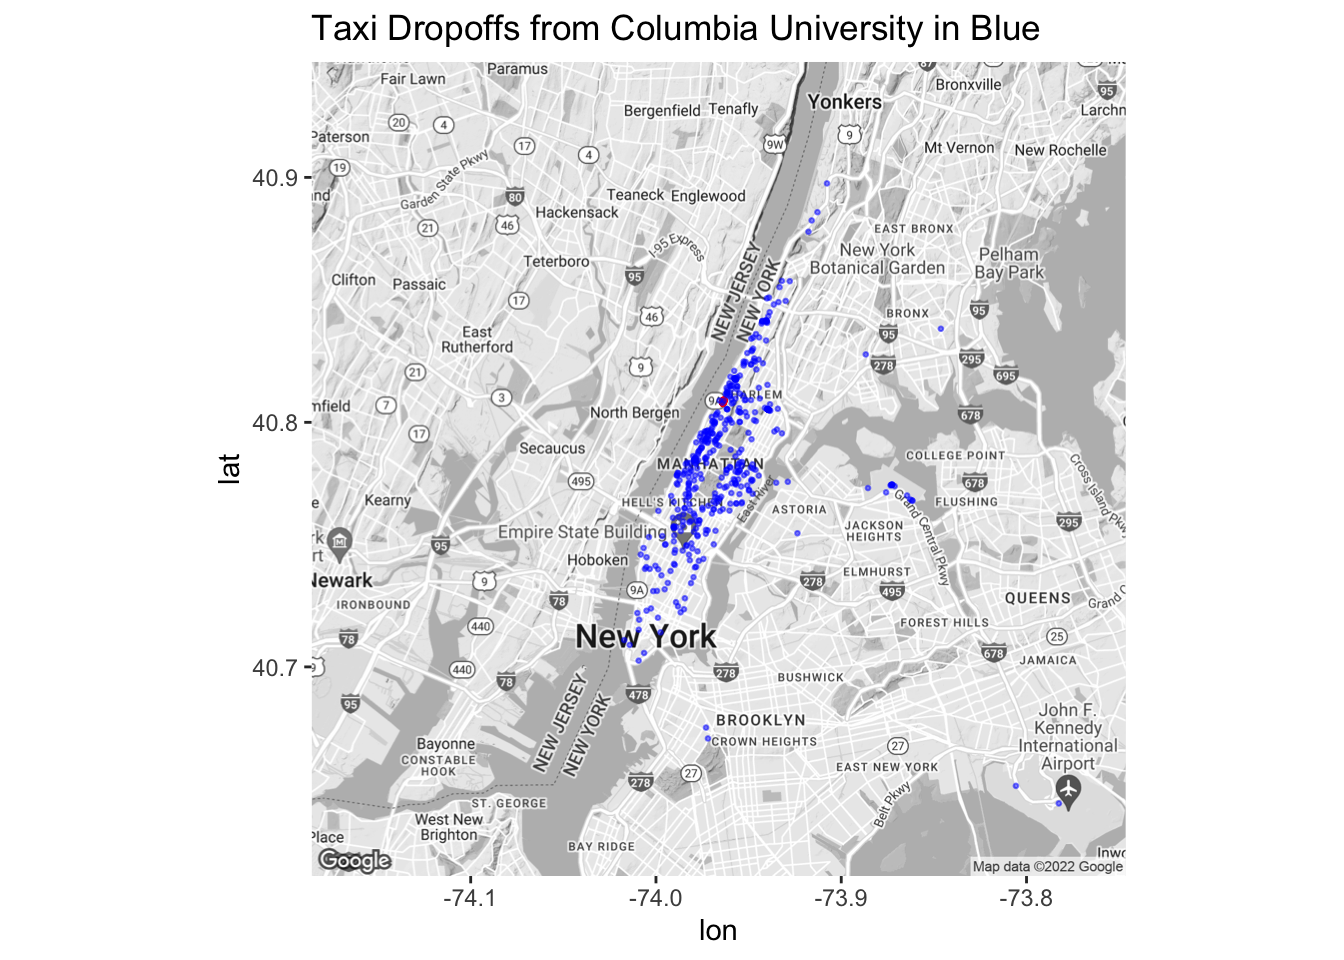 Taxi Dropoffs from Columbia University in Blue
Fair Lawn
Paramus
Bronxville
95
Larchn
Bergenfield
Tenafly
Yonkers
20
4
17
4
9W
9
Paterson
19
Mt Vernon
New Rochelle
40.9
Garden State Pkwy
80
Teaneck
Englewood
nd
21
46
Hackensack
EAST BRONX
New York
Botanical Garden
Pelham
Bay Park
I-95 Express
Teterboro
95
NEW JERSEY
NEW YORK
Clifton
Passaic
17
46
95
BRONX
95
East
Rutherford
9
278
295
695
21
3
HARLEM
mfield
7
North Bergen
678
40.8
17
Secaucus
MANHATTAN
COLLEGE POINT
Cross Island Pkw
495
678
Kearny
HELL'S KITCHEN
East River
ASTORIA
Grand Central Pkwy
FLUSHING
295
Empire State Building
JACKSON
HEIGHTS
95
Hoboken
278
ELMHURST
Newark
9
9A
495
QUEENS
Grand C
IRONBOUND
78
FOREST HILLS
25
78
440
New York
678
JAMAICA
40.7
440
78
278
BUSHWICK
95
478
NEW JERSEY
NEW YORK
BROOKLYN
CROWN HEIGHTS
John F.
Kennedy
International
Airport
Bayonne
CONSTABLE
HOOK
27
EAST NEW YORK
278
27
ST. GEORGE
Belt Pkwy
West New
Brighton
Place
BAY RIDGE
Inwo
Google
Map data ©2022 Google
-74.1
-74.0
-73.9
-73.8
lon
lat